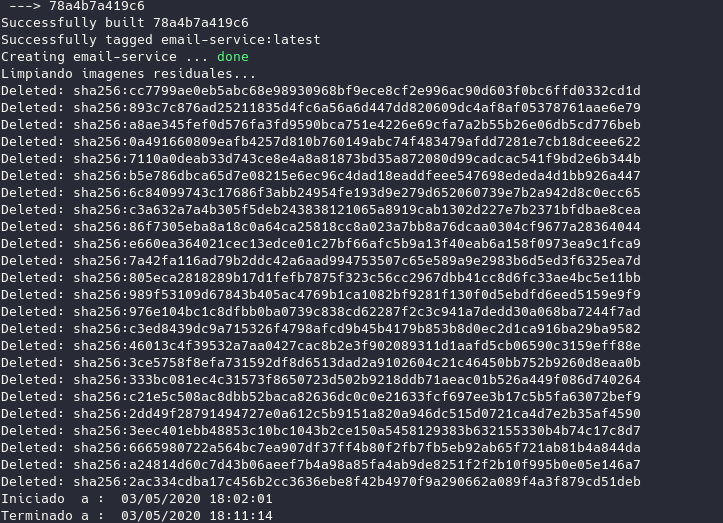 ---> 78a4b7a419c6
Successfully built 78a4b7a419c6
Successfully tagged email-service:latest
Creating email-service ... done
Limpiando imagenes residuales...
Deleted: sha256:cc7799ae0eb5abc68e98930968bf9ece8cf2e996ac90d603f0bc6ffd0332cd1d
Deleted: sha256:893c7c876ad25211835d4fc6a56a6d447dd820609dc4af8af05378761aae6e79
Deleted: sha256:a8ae345fef0d576fa3fd9590bca751e4226e69cfa7a2b55b26e06db5cd776beb
Deleted: sha256:0a491660809eafb4257d810b760149abc74f483479afdd7281e7cb18dceee622
Deleted: sha256:7110a0deab33d743ce8e4a8a81873bd35a872080d99cadcac541f9bd2e6b344b
Deleted: sha256:b5e786dbca65d7e08215e6ec96c4dad18eaddfeee547698ededa4d1bb926a447
Deleted: sha256:6c84099743c17686f3abb24954fe193d9e279d652060739e7b2a942d8c0ecc65
Deleted: sha256:c3a632a7a4b305f5deb243838121065a8919cab1302d227e7b2371bfdbae8cea
Deleted: sha256:86f7305eba8a18c0a64ca25818cc8a023a7bb8a76dcaa0304cf9677a28364044
Deleted: sha256:e660ea364021cec13edce01c27bf66afc5b9a13f40eab6a158f0973ea9c1fca9
Deleted: sha256:7a42fa116ad79b2ddc42a6aad994753507c65e589a9e2983b6d5ed3f6325ea7d
Deleted: sha256:805eca2818289b17d1fefb7875f323c56cc2967dbb41cc8d6fc33ae4bc5e11bb
Deleted: sha256:989f53109d67843b405ac4769b1ca1082bf9281f130f0d5ebdfd6eed5159e9f9
Deleted: sha256:976e104bc1c8dfbb0ba0739c838cd62287f2c3c941a7dedd30a068ba7244f7ad
Deleted: sha256:c3ed8439dc9a715326f4798afcd9b45b4179b853b8d0ec2d1ca916ba29ba9582
Deleted: sha256:46013c4f39532a7aa0427cac8b2e3f902089311d1aafd5cb06590c3159eff88e
Deleted: sha256:3ce5758f8efa731592df8d6513dad2a9102604c21c46450bb752b9260d8eaa0b
Deleted: sha256:333bc081ec4c31573f8650723d502b9218ddb71aeac01b526a449f086d740264
Deleted: sha256:c21e5c508ac8dbb52baca82636dc0c0e21633fcf697ee3b17c5b5fa63072bef9
Deleted: sha256:2dd49f28791494727e0a612c5b9151a820a946dc515d0721ca4d7e2b35af4590
Deleted: sha256:3eec401ebb48853c10bc1043b2ce150a5458129383b632155330b4b74c17c8d7
Deleted: sha256:6665980722a564bc7ea907df37ff4b80f2fb7fb5eb92ab65f721ab81b4a844da
Deleted: sha256:a24814d60c7d43b06aeef7b4a98a85fa4ab9de8251f2f2b10f995b0e05e146a7
Deleted: sha256:2ac334cdba17c456b2cc3636ebe8f42b4970f9a290662a089f4a3f879cd51deb
Iniciado  a :  03/05/2020 18:02:01
Terminado a :  03/05/2020 18:11:14